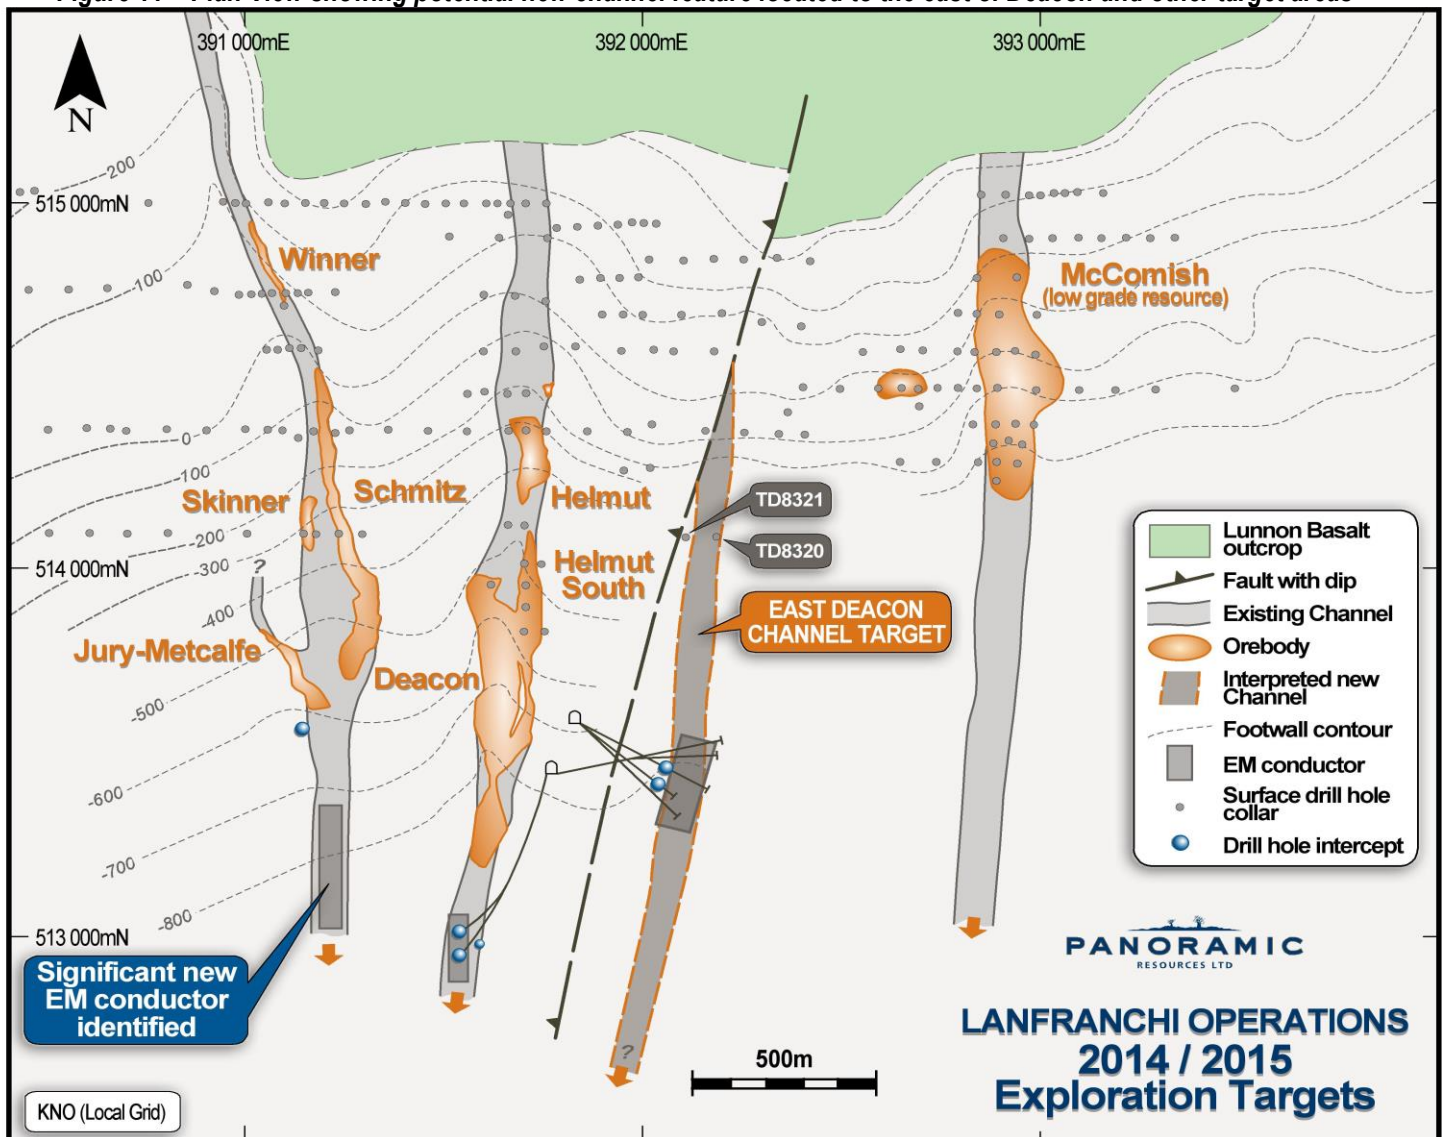 391 000mE
392 000mE
393 000mE
N
200
515 000mN
Winner
100
McComish
(low grade resource)
0
100
Skinner
Schmitz
Helmut
TD8321
-200
TD8320
Helmut
South
514 000mN
-300
?
-400
EAST DEACON
CHANNEL TARGET
Jury-Metcalfe
Deacon
-500
-600
-700
-800
513 000mN
Significant new
EM conductor
identified
?
500m
KNO (Local Grid)
Lunnon Basalt
outcrop
Fault with dip
Existing Channel
Orebody
Interpreted new
Channel
Footwall contour
EM conductor
Surface drill hole
collar
Drill hole intercept
PANORAMIC
RESOURCES LTD
LANFRANCHI OPERATIONS
2014 / 2015
Exploration Targets